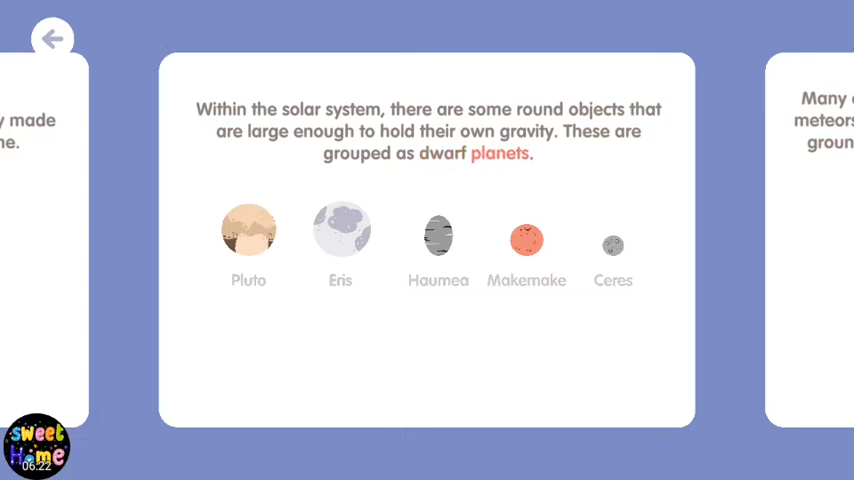 y made
ne.
Within the solar system, there are some round objects that
are large enough to hold their own gravity. These are
grouped as dwarf planets.
Pluto
Eris
Haumea
Makemake
Ceres
Many
meteors
groun
sweet
Home
06:22